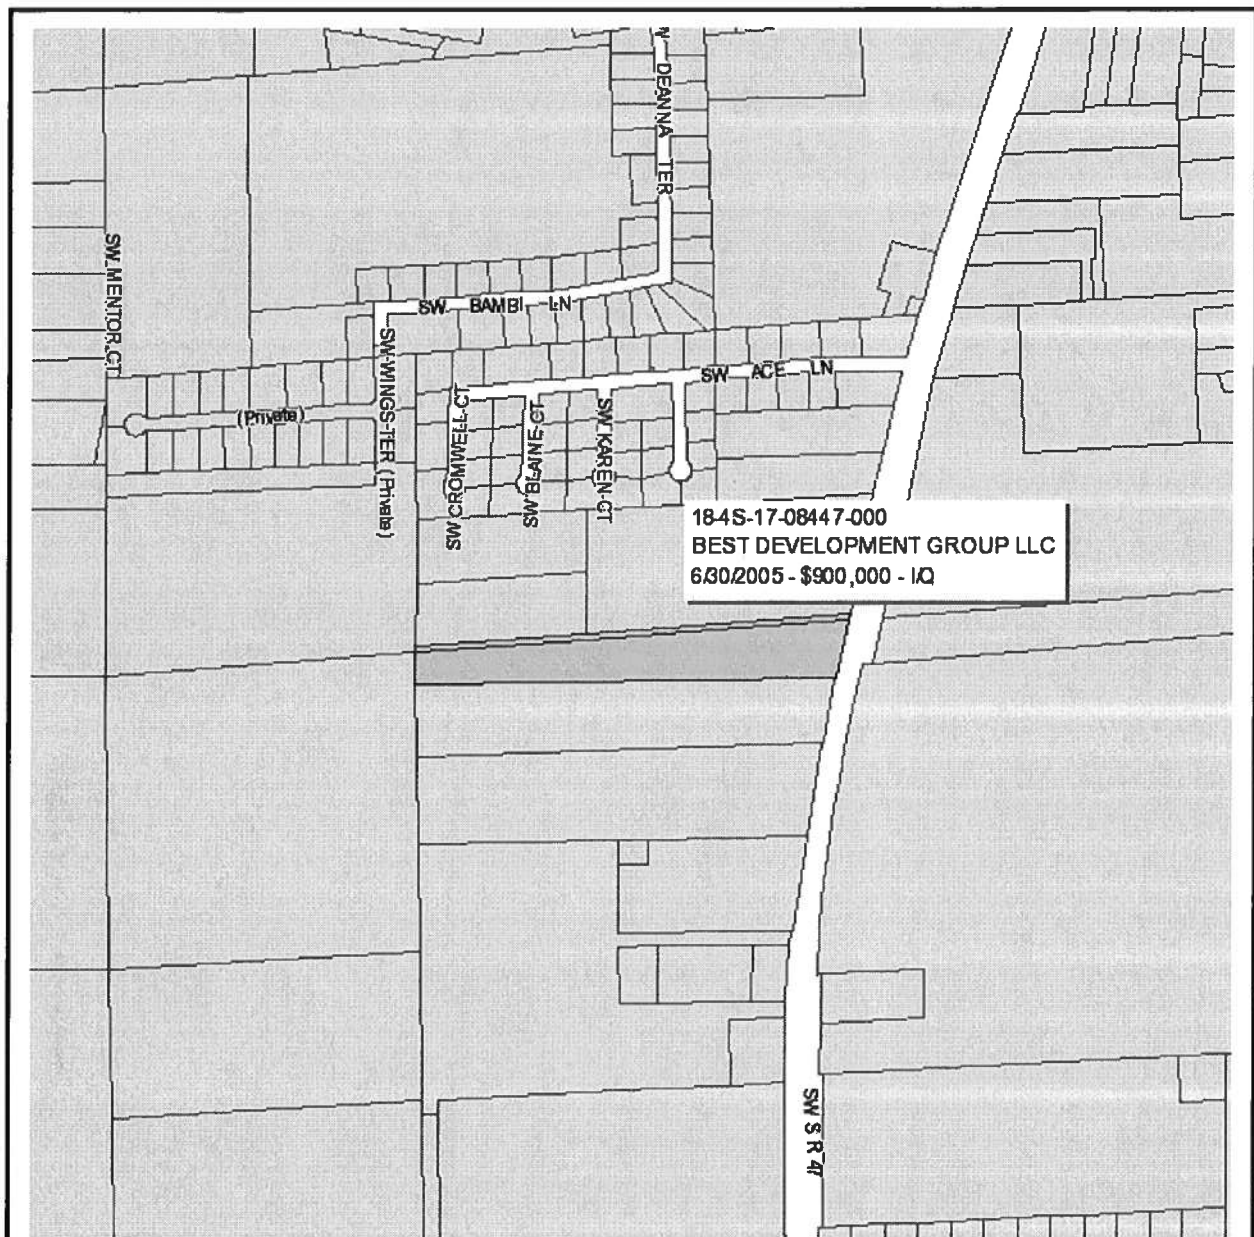 DEANNA TER
SW MENTOR CT
SW BAMBI LN
SW WINGS TER (Private)
SW ACE LN
(Private)
SW CROMWELL CT
SW BLAINE CT
SW KAREN CT
18-4S-17-08447-000
BEST DEVELOPMENT GROUP LLC
6/30/2005 - $900,000 - I/Q
SW S R 47